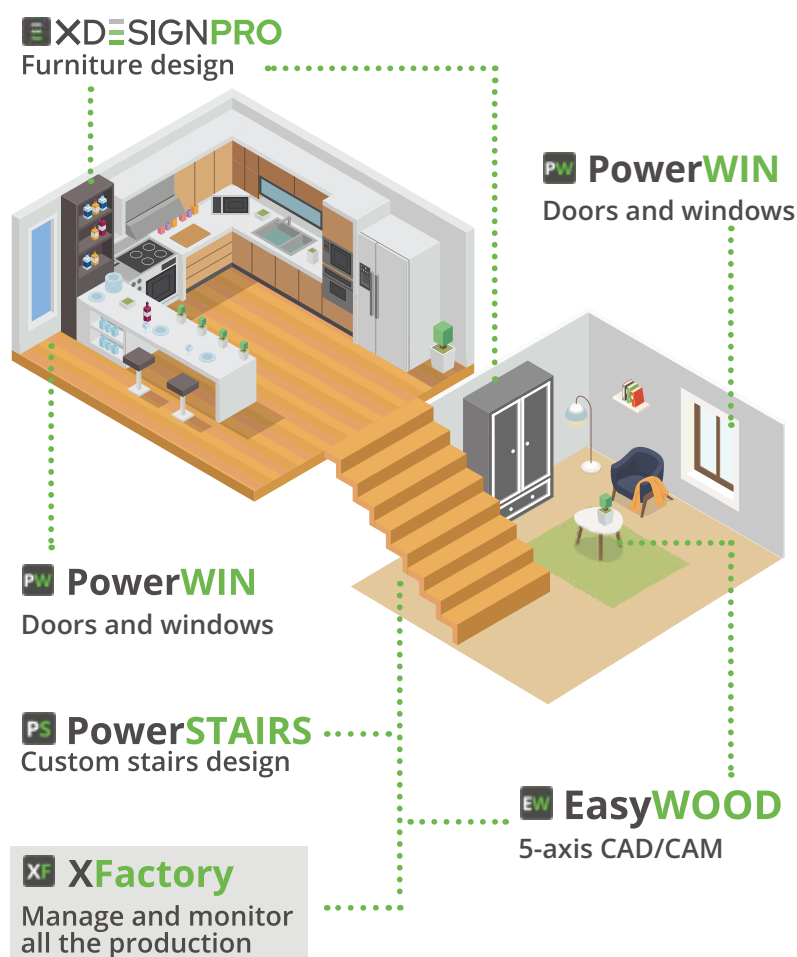 XDESIGNPRO
Furniture design
PW PowerWIN
Doors and windows
PW PowerWIN
Doors and windows
PS PowerSTAIRS
Custom stairs design
EW EasyWOOD
5-axis CAD/CAM
XF XFactory
Manage and monitor
all the production